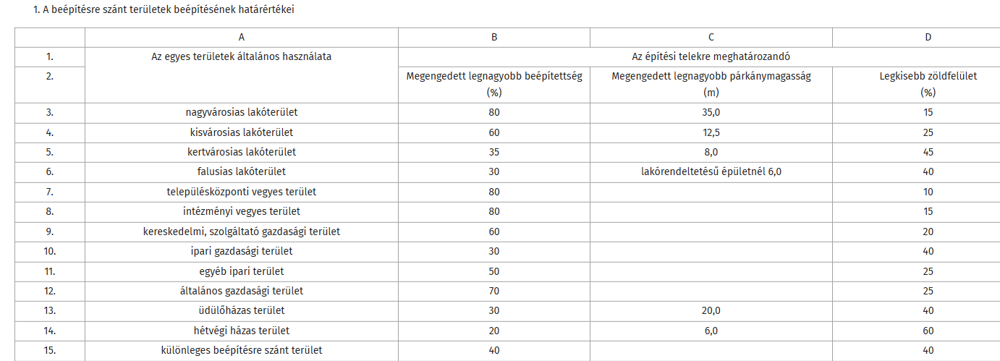 1. A beépítésre szánt területek beépítésének határértékei
A B C D
1. Az egyes területek általános használata Az építési telekre meghatározandó
2. Megengedett legnagyobb beépítettség Megengedett legnagyobb párkánymagasság Legkisebb zöldfelület
(%) (m) (%)
3. nagyvárosias lakóterület 80 35,0 15
4. kisvárosias lakóterület 60 12,5 25
5. kertvárosias lakóterület 35 8,0 45
6. falusias lakóterület 30 lakórendeltetésű épületnél 6,0 40
7. településközponti vegyes terület 80 10
8. intézményi vegyes terület 80 15
9. kereskedelmi, szolgáltató gazdasági terület 60 20
10. ipari gazdasági terület 30 40
11. egyéb ipari terület 50 25
12. általános gazdasági terület 70 25
13. üdülőházas terület 30 20,0 40
14. hétvégi házas terület 20 6,0 60
15. különleges beépítésre szánt terület 40 40